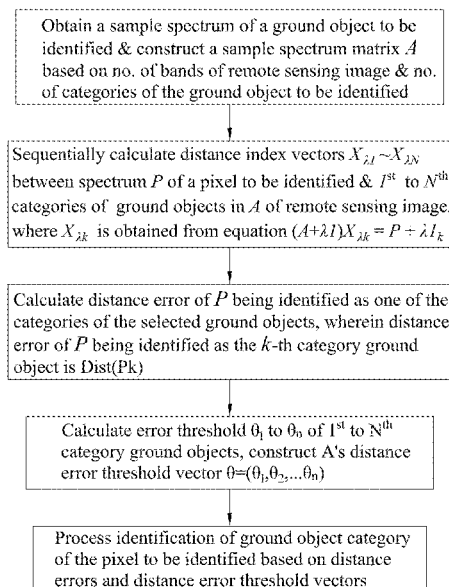 Obtain a sample spectrum of a ground object to be
identified & construct a sample spectrum matrix A
based on no. of bands of remote sensing image & no.
of categories of the ground object to be identified
Sequentially calculate distance index vectors Xλ1 ~XλN
between spectrum P of a pixel to be identified & 1st to Nth
categories of ground objects in A of remote sensing image,
where Xλk is obtained from equation (A+λI)Xλk = P + λIk
Calculate distance error of P being identified as one of the
categories of the selected ground objects, wherein distance
error of P being identified as the k-th category ground
object is Dist(Pk)
Calculate error threshold θ1 to θn of 1st to Nth
category ground objects, construct A's distance
error threshold vector θ=(θ1,θ2,...θn)
Process identification of ground object category
of the pixel to be identified based on distance
errors and distance error threshold vectors